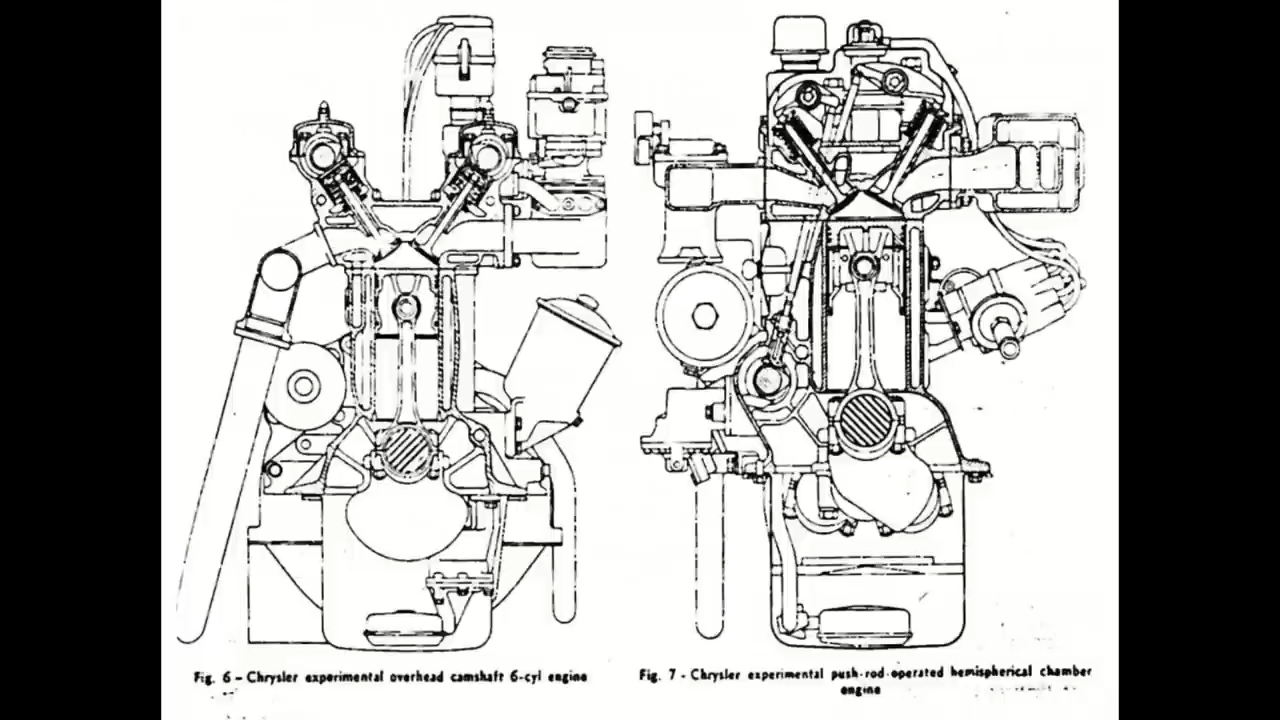 Fig. 6 - Chrysler experimental overhead camshaft 6-cyl engine
Fig. 7 - Chrysler experimental push-rod-operated hemispherical chamber
engine